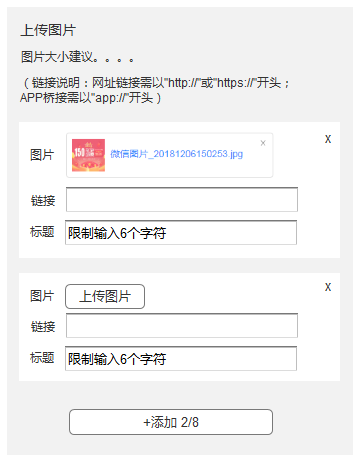 上传图片
图片大小建议。。。。
（链接说明：网址链接需以"http://"或"https://"开头；
APP桥接需以"app://"开头）
x
图片 150 微信图片_20181206150253.jpg x
链接
标题 限制输入6个字符
x
图片 上传图片
链接
标题 限制输入6个字符
+添加 2/8